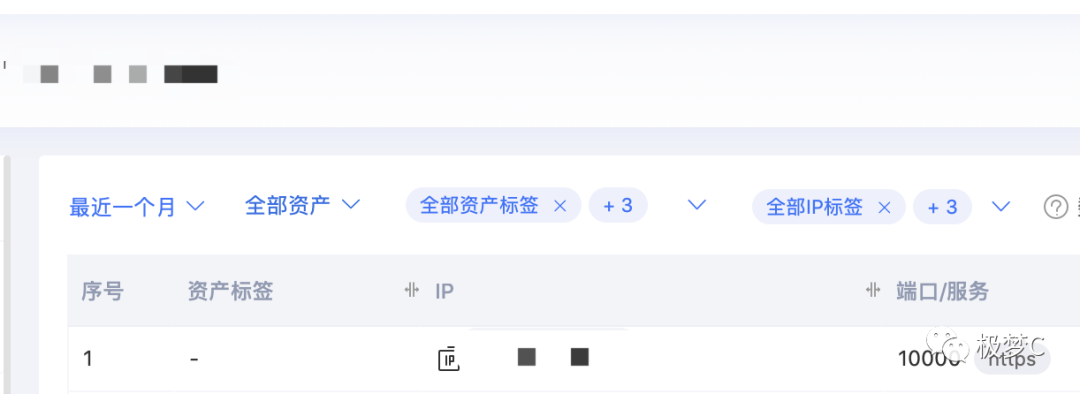 最近一个月 全部资产 全部资产标签 × + 3 全部IP标签 × + 3 ?
序号 资产标签 IP 端口/服务
1 - IP 10000 https
极梦C